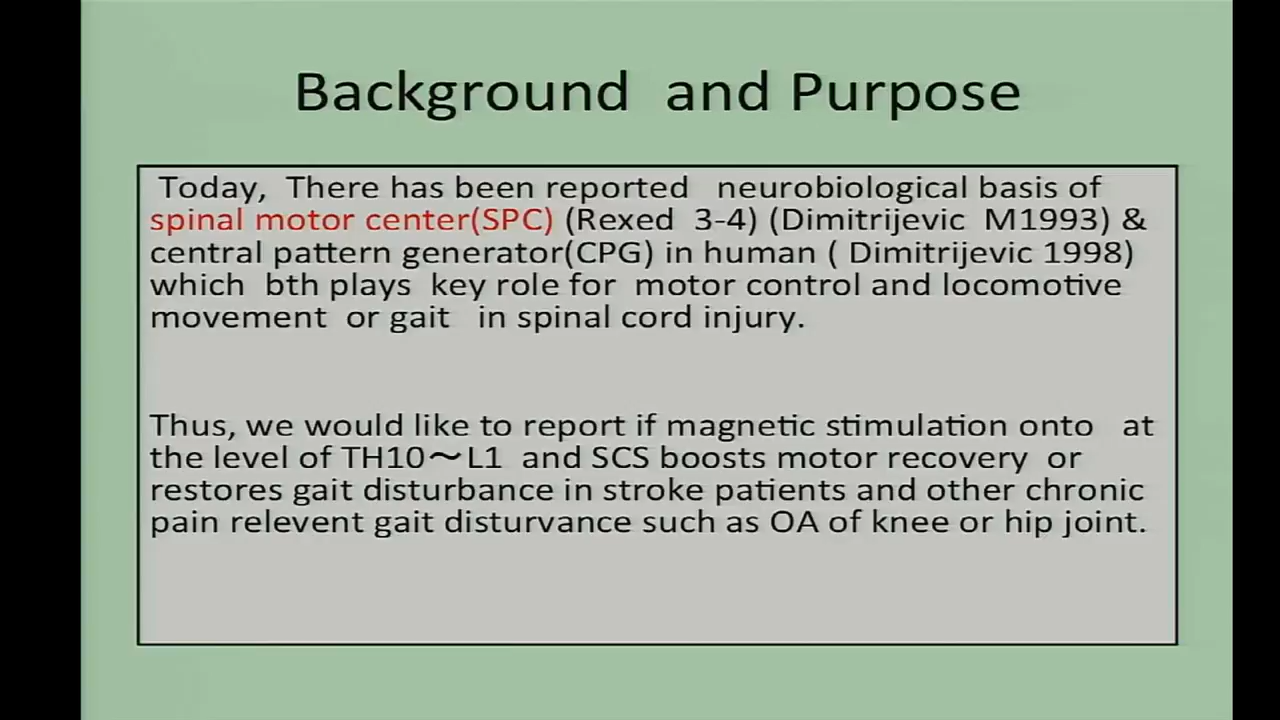 Background and Purpose
Today, There has been reported neurobiological basis of
spinal motor center(SPC) (Rexed 3-4) (Dimitrijevic M1993) &
central pattern generator(CPG) in human ( Dimitrijevic 1998)
which bth plays key role for motor control and locomotive
movement or gait in spinal cord injury.
Thus, we would like to report if magnetic stimulation onto at
the level of TH10～L1 and SCS boosts motor recovery or
restores gait disturbance in stroke patients and other chronic
pain relevent gait disturvance such as OA of knee or hip joint.